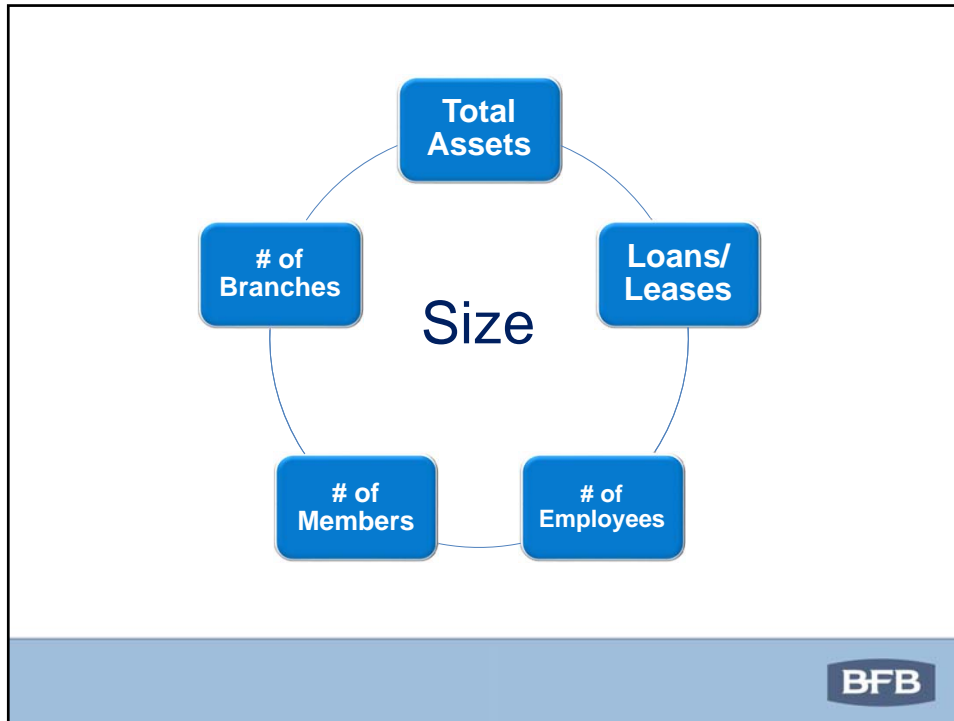 Total
Assets
# of
Branches
Loans/
Leases
Size
# of
Members
# of
Employees
BFB